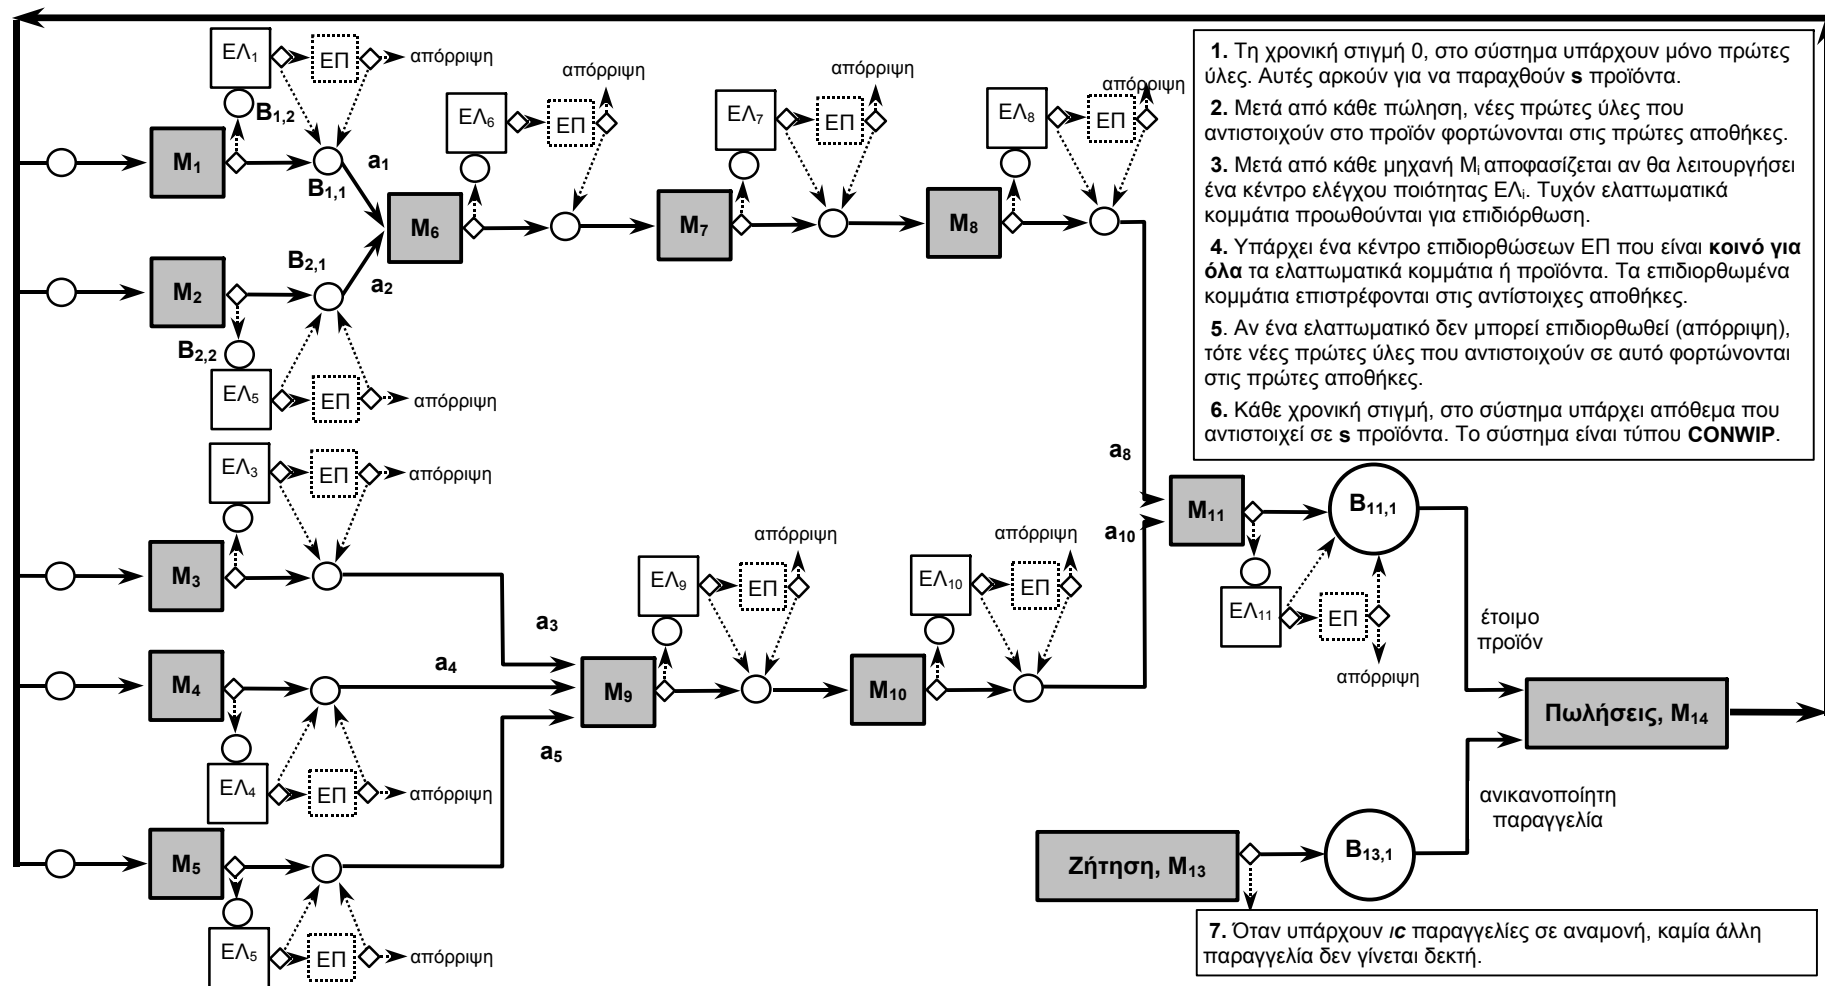 ΕΛ1
ΕΠ
απόρριψη
B1,2
M1
B1,1
a1
ΕΛ6
ΕΠ
απόρριψη
M6
ΕΛ7
ΕΠ
απόρριψη
M7
ΕΛ8
ΕΠ
απόρριψη
M8
B2,1
a2
M2
B2,2
ΕΛ5
ΕΠ
απόρριψη
1. Τη χρονική στιγμή 0, στο σύστημα υπάρχουν μόνο πρώτες
ύλες. Αυτές αρκούν για να παραχθούν s προϊόντα.
2. Μετά από κάθε πώληση, νέες πρώτες ύλες που
αντιστοιχούν στο προϊόν φορτώνονται στις πρώτες αποθήκες.
3. Μετά από κάθε μηχανή Mi αποφασίζεται αν θα λειτουργήσει
ένα κέντρο ελέγχου ποιότητας ΕΛi. Τυχόν ελαττωματικά
κομμάτια προωθούνται για επιδιόρθωση.
4. Υπάρχει ένα κέντρο επιδιορθώσεων ΕΠ που είναι κοινό για
όλα τα ελαττωματικά κομμάτια ή προϊόντα. Τα επιδιορθωμένα
κομμάτια επιστρέφονται στις αντίστοιχες αποθήκες.
5. Αν ένα ελαττωματικό δεν μπορεί επιδιορθωθεί (απόρριψη),
τότε νέες πρώτες ύλες που αντιστοιχούν σε αυτό φορτώνονται
στις πρώτες αποθήκες.
6. Κάθε χρονική στιγμή, στο σύστημα υπάρχει απόθεμα που
αντιστοιχεί σε s προϊόντα. Το σύστημα είναι τύπου CONWIP.
ΕΛ3
ΕΠ
απόρριψη
M3
a3
ΕΛ9
ΕΠ
απόρριψη
M9
ΕΛ10
ΕΠ
απόρριψη
M10
a8
a10
M11
B11,1
ΕΛ11
ΕΠ
απόρριψη
έτοιμο
προϊόν
M4
a4
ΕΛ4
ΕΠ
απόρριψη
a5
M5
ΕΛ5
ΕΠ
απόρριψη
Πωλήσεις, M14
ανικανοποίητη
παραγγελία
Ζήτηση, M13
B13,1
7. Όταν υπάρχουν c παραγγελίες σε αναμονή, καμία άλλη
παραγγελία δεν γίνεται δεκτή.